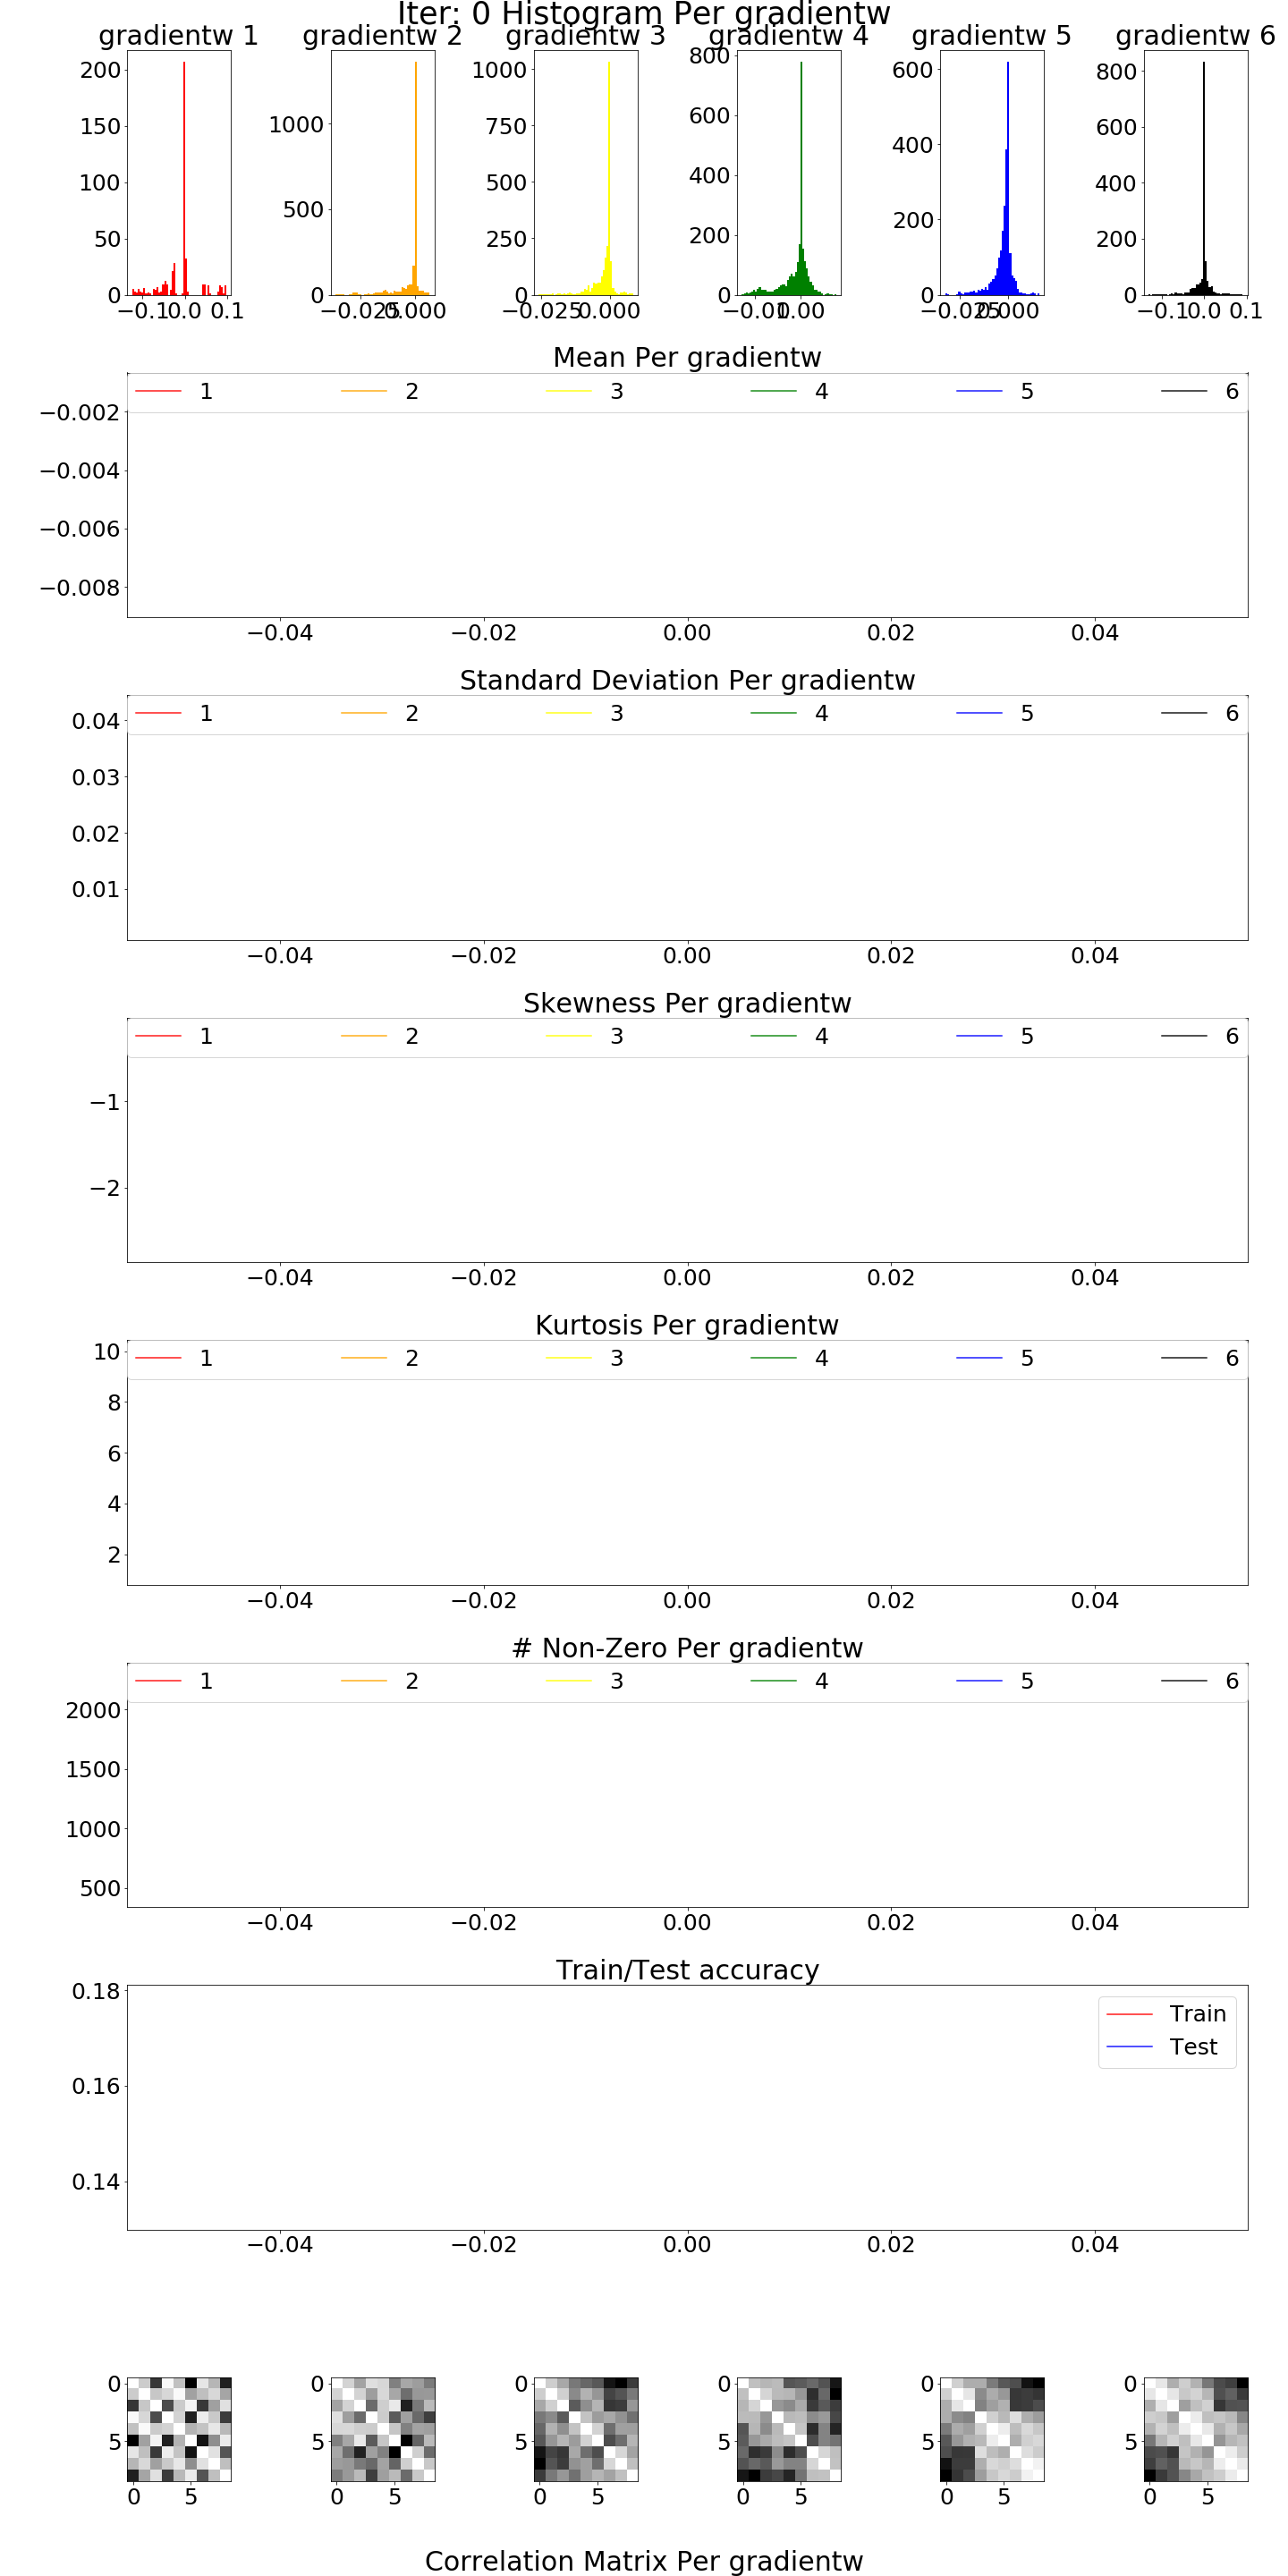 Iter: 0 Histogram Per gradientw
gradientw 1 gradientw 2 gradientw 3 gradientw 4 gradientw 5 gradientw 6
200 150 100 50 0
−0.1 0.0 0.1
1000 500 0
−0.025 0.000
1000 750 500 250 0
−0.025 0.000
800 600 400 200 0
−0.01 0.00
600 400 200 0
−0.025 0.000
800 600 400 200 0
−0.1 0.0 0.1
Mean Per gradientw
1 2 3 4 5 6
−0.002
−0.004
−0.006
−0.008
−0.04 −0.02 0.00 0.02 0.04
Standard Deviation Per gradientw
1 2 3 4 5 6
0.04
0.03
0.02
0.01
−0.04 −0.02 0.00 0.02 0.04
Skewness Per gradientw
1 2 3 4 5 6
−1
−2
−0.04 −0.02 0.00 0.02 0.04
Kurtosis Per gradientw
1 2 3 4 5 6
10
8
6
4
2
−0.04 −0.02 0.00 0.02 0.04
# Non-Zero Per gradientw
1 2 3 4 5 6
2000
1500
1000
500
−0.04 −0.02 0.00 0.02 0.04
Train/Test accuracy
0.18
Train
Test
0.16
0.14
−0.04 −0.02 0.00 0.02 0.04
0 0 0 0 0 0
5 5 5 5 5 5
0 5 0 5 0 5 0 5 0 5 0 5
Correlation Matrix Per gradientw